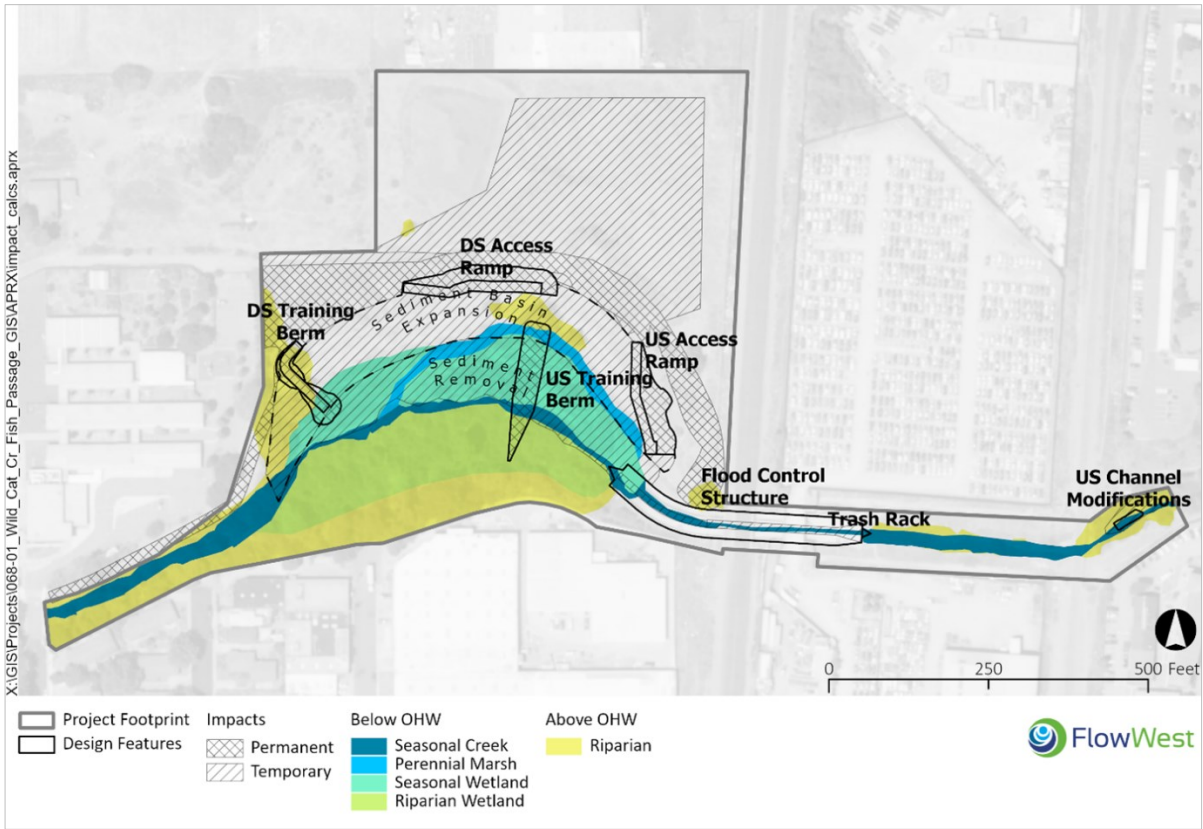 X:\GIS\Projects\068-01_Wild_Cat_Cr_Fish_Passage_GIS\APRX\impact_calcs.aprx
DS Access
Ramp
Sediment Basin
Expansion
DS Training
Berm
Sediment
Removal
US Access
Ramp
US Training
Berm
Flood Control
Structure
Trash Rack
US Channel
Modifications
0 250 500 Feet
Project Footprint
Design Features
Impacts
Permanent
Temporary
Below OHW
Seasonal Creek
Perennial Marsh
Seasonal Wetland
Riparian Wetland
Above OHW
Riparian
FlowWest